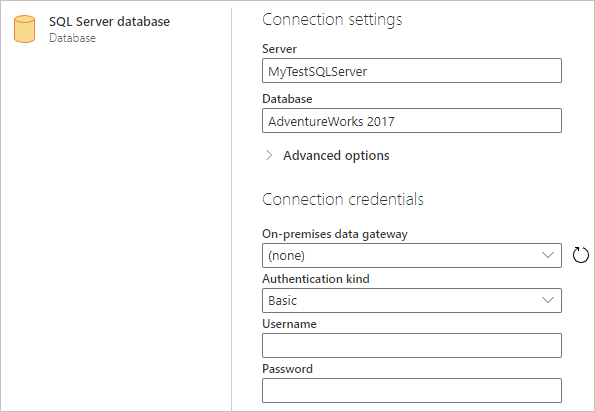 SQL Server database
Database
Connection settings
Server
MyTestSQLServer
Database
AdventureWorks 2017
Advanced options
Connection credentials
On-premises data gateway
(none)
Authentication kind
Basic
Username
Password